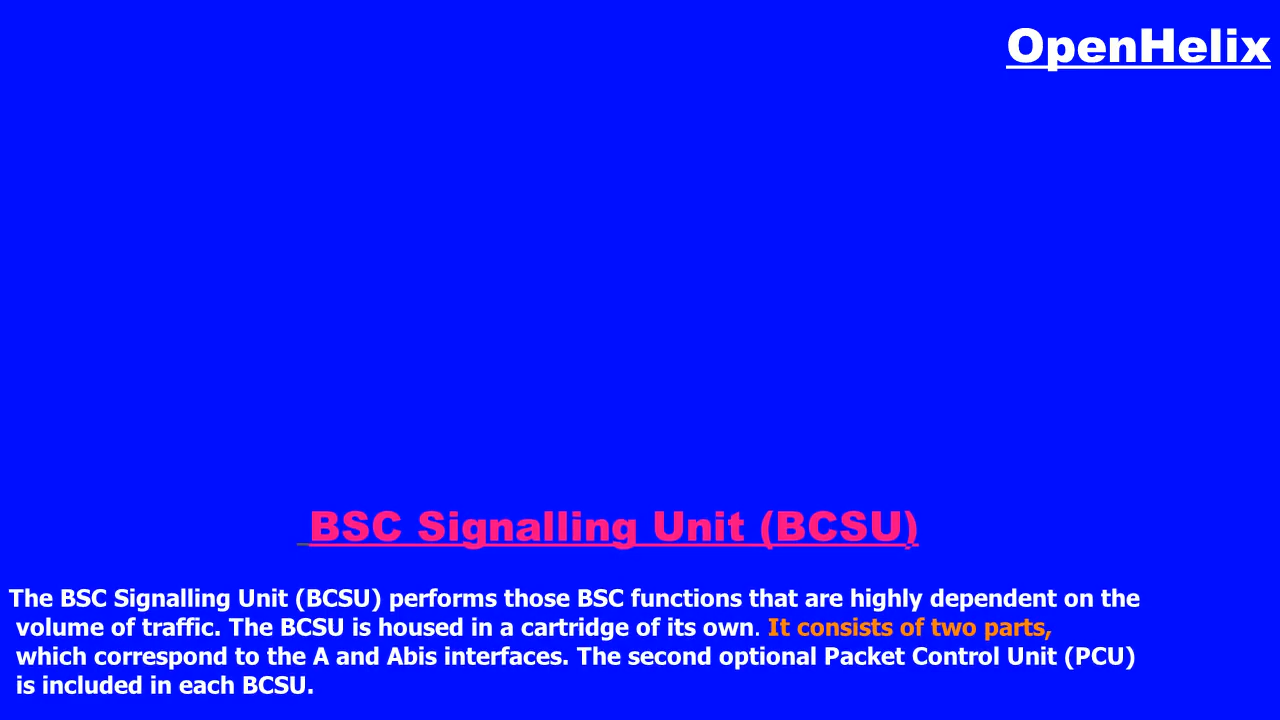 OpenHelix
BSC Signalling Unit (BCSU)
The BSC Signalling Unit (BCSU) performs those BSC functions that are highly dependent on the
volume of traffic. The BCSU is housed in a cartridge of its own. It consists of two parts,
which correspond to the A and Abis interfaces. The second optional Packet Control Unit (PCU)
is included in each BCSU.